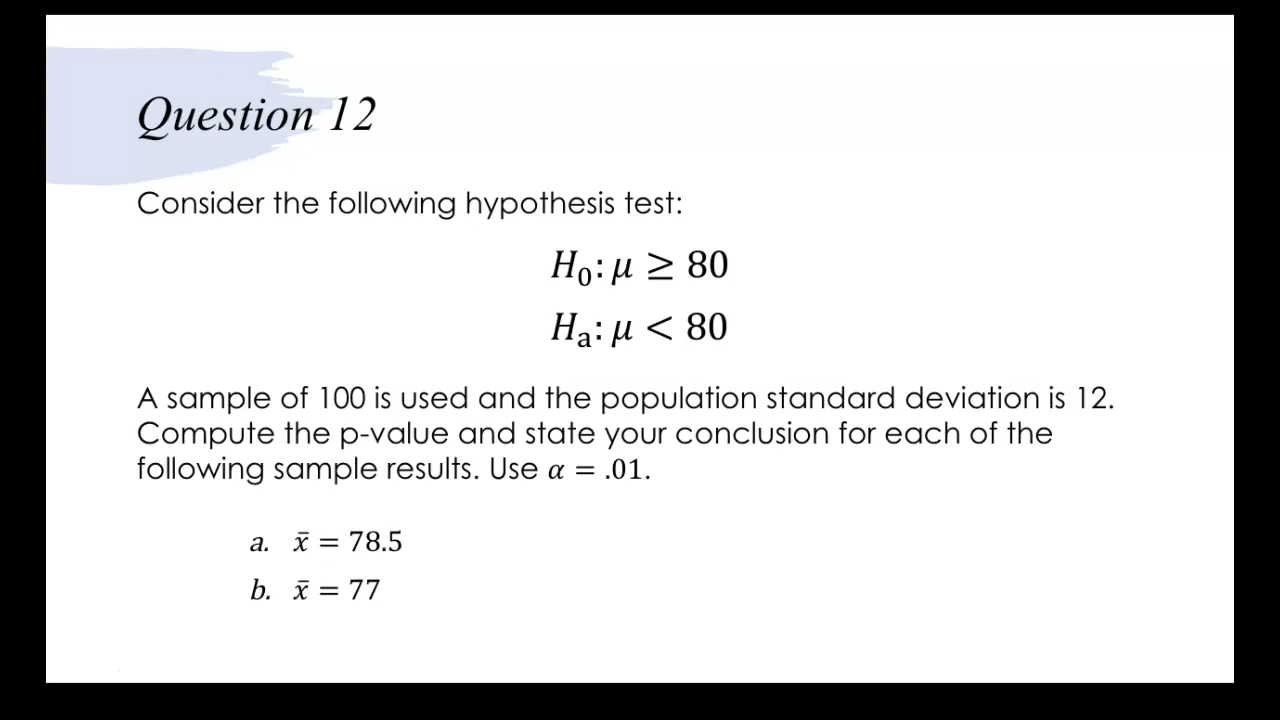 Question 12
Consider the following hypothesis test:
H₀: μ ≥ 80
Hₐ: μ < 80
A sample of 100 is used and the population standard deviation is 12.
Compute the p-value and state your conclusion for each of the
following sample results. Use α = .01.
a. x̄ = 78.5
b. x̄ = 77